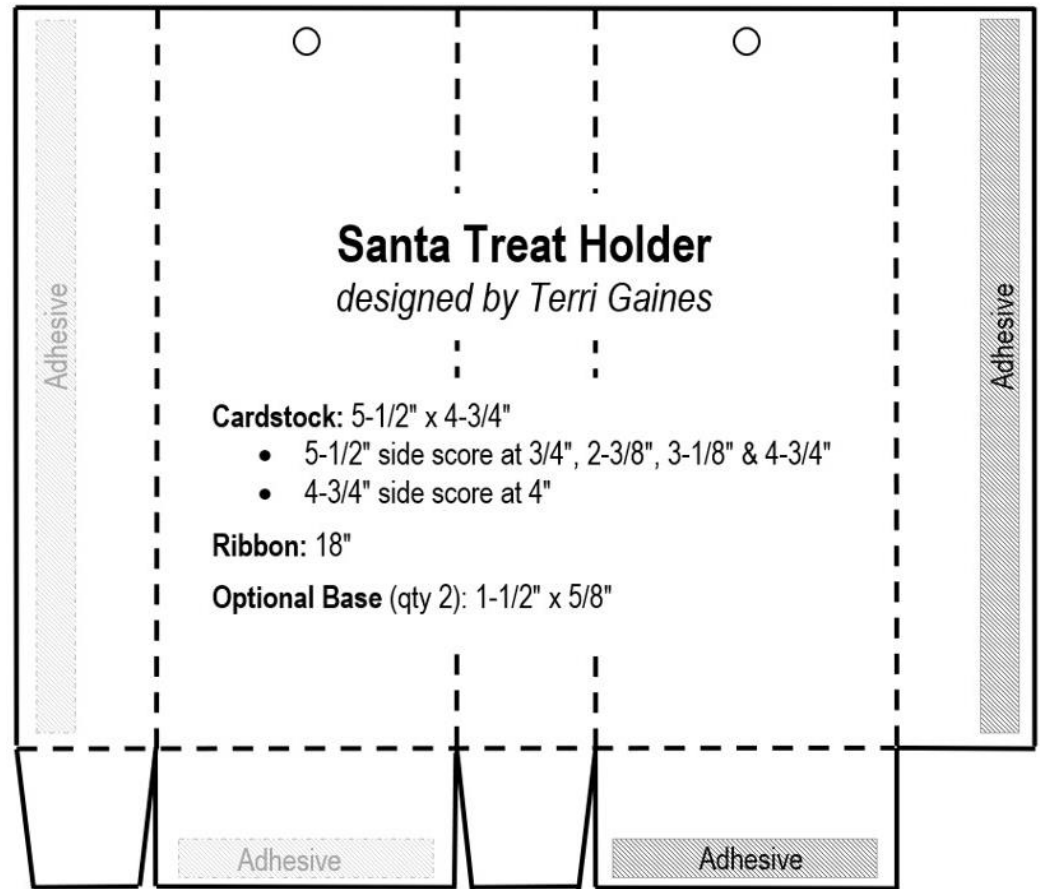 Adhesive
Santa Treat Holder
designed by Terri Gaines
Adhesive
Cardstock: 5-1/2" x 4-3/4"
• 5-1/2" side score at 3/4", 2-3/8", 3-1/8" & 4-3/4"
• 4-3/4" side score at 4"
Ribbon: 18"
Optional Base (qty 2): 1-1/2" x 5/8"
Adhesive
Adhesive